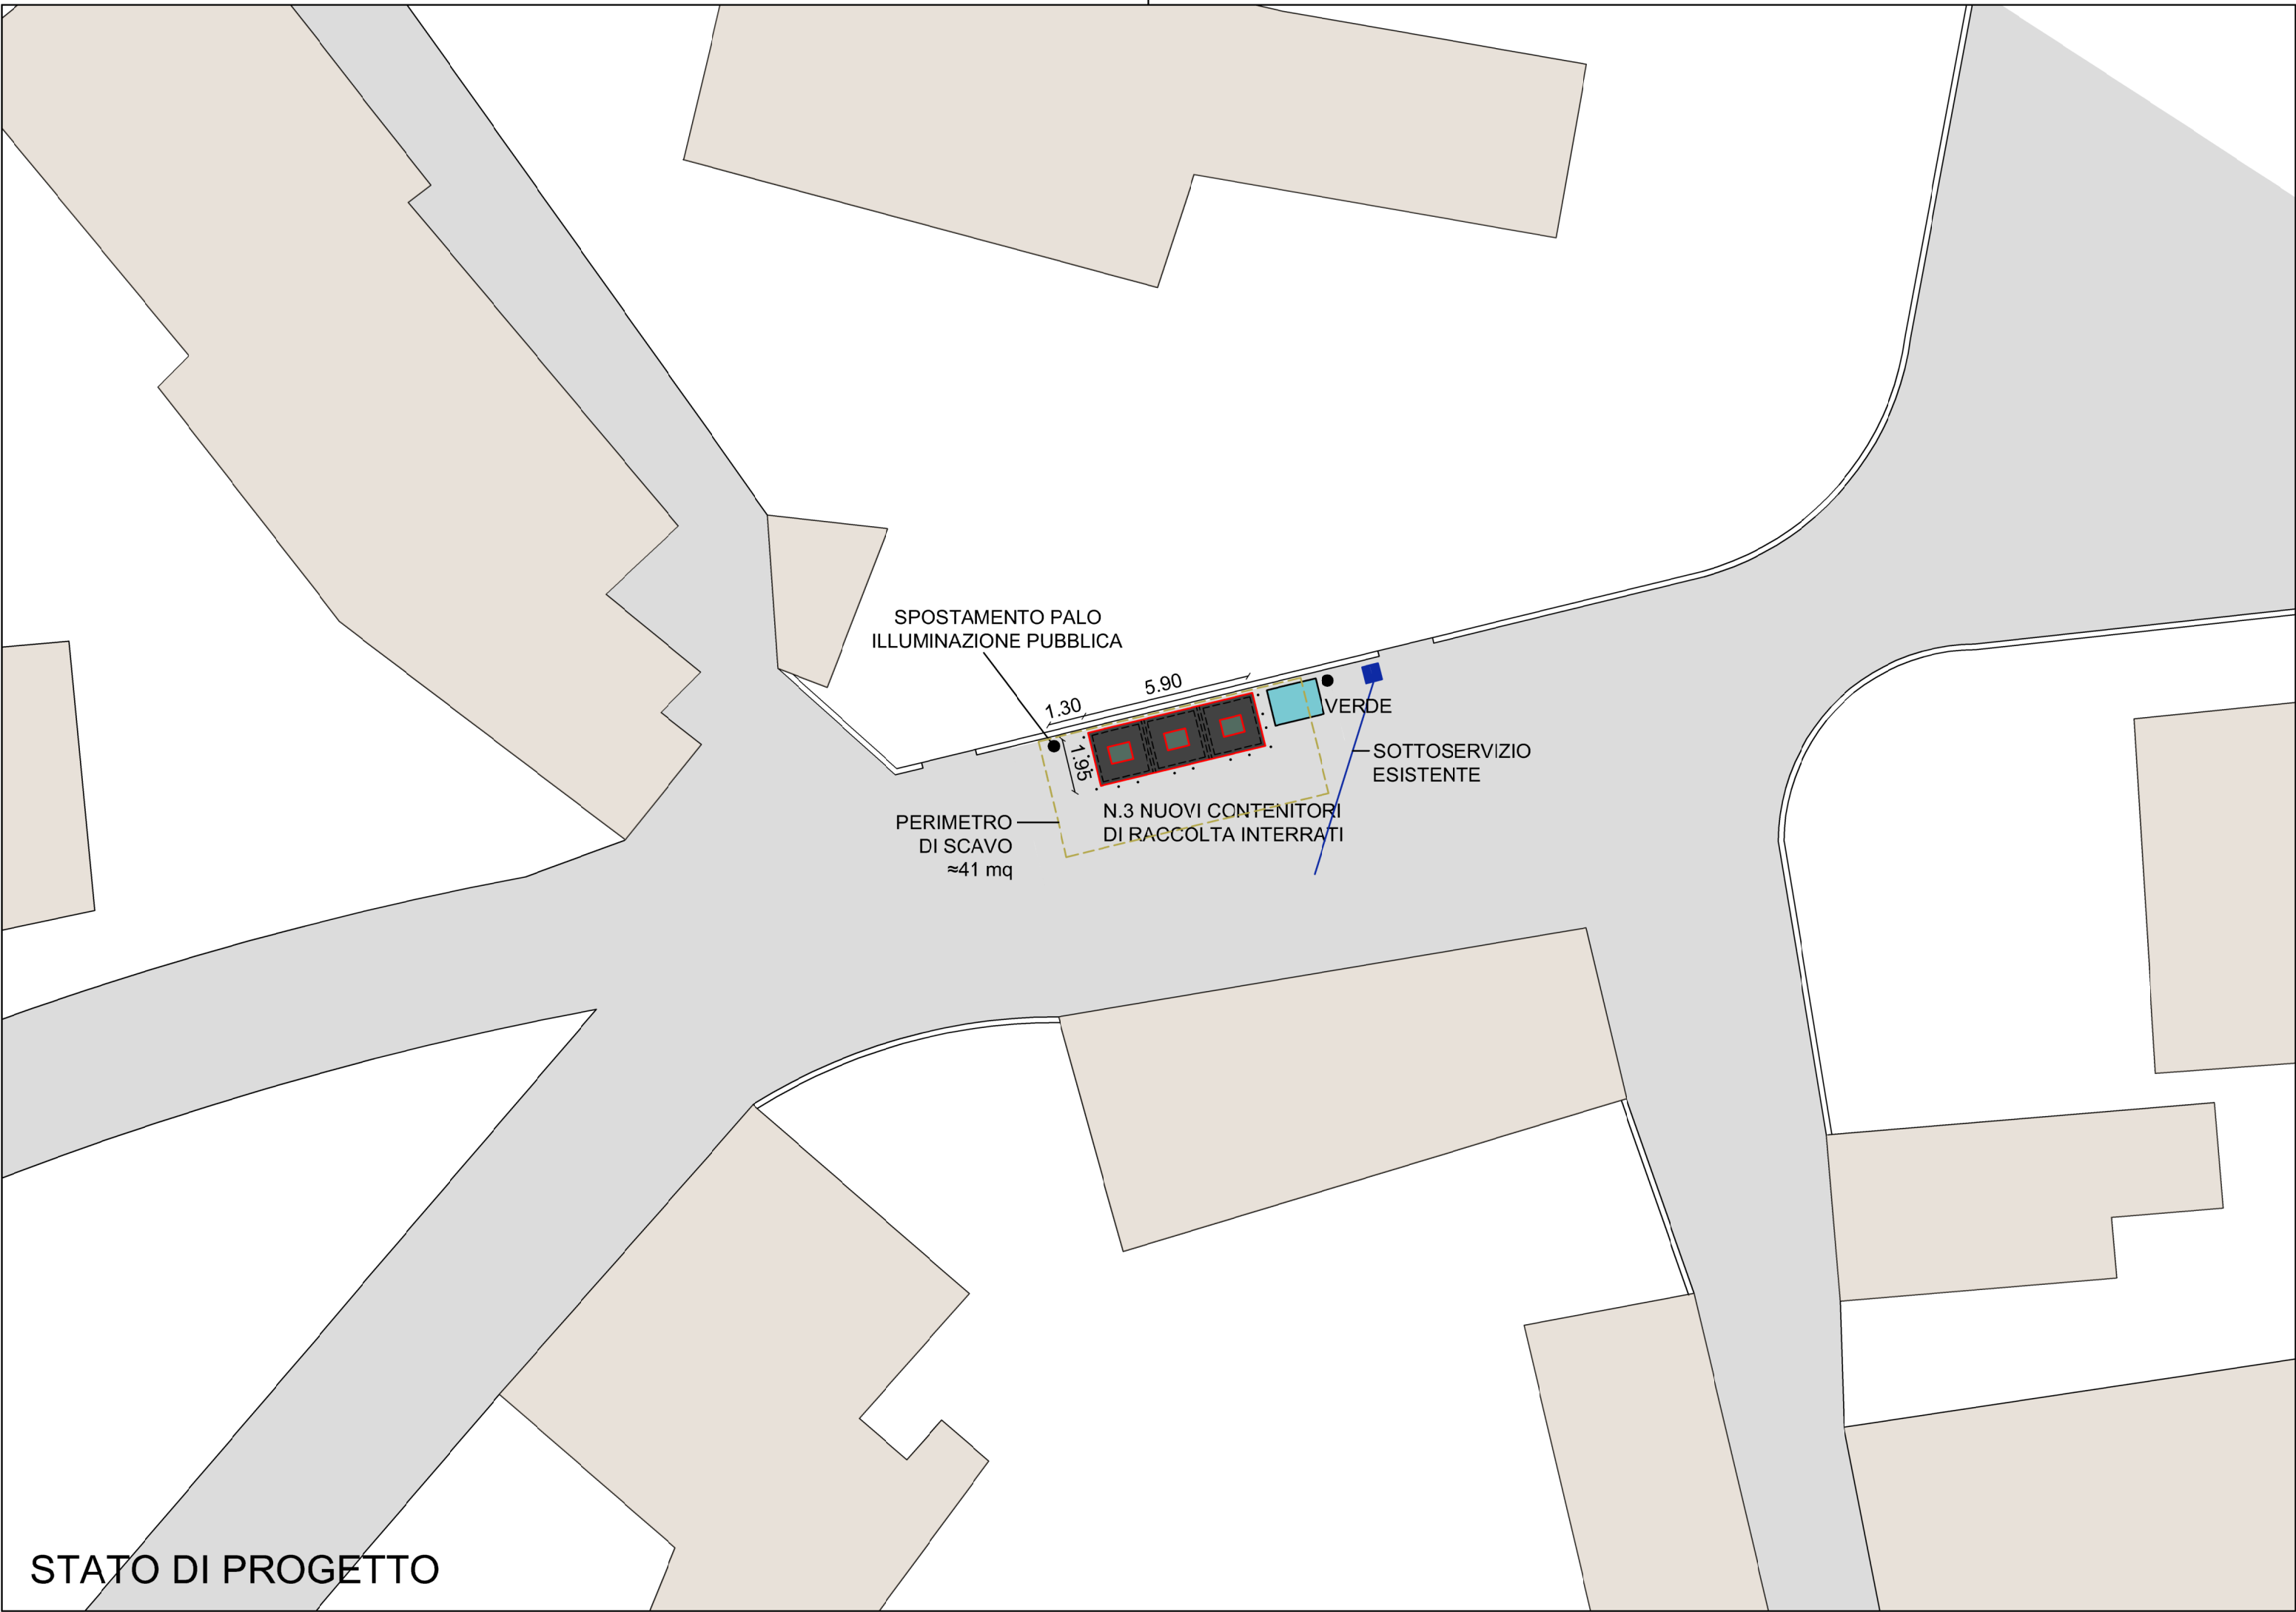 SPOSTAMENTO PALO
ILLUMINAZIONE PUBBLICA
5.90
1.30
1.95
VERDE
SOTTOSERVIZIO
ESISTENTE
N.3 NUOVI CONTENITORI
DI RACCOLTA INTERRATI
PERIMETRO
DI SCAVO
≈41 mq
STATO DI PROGETTO